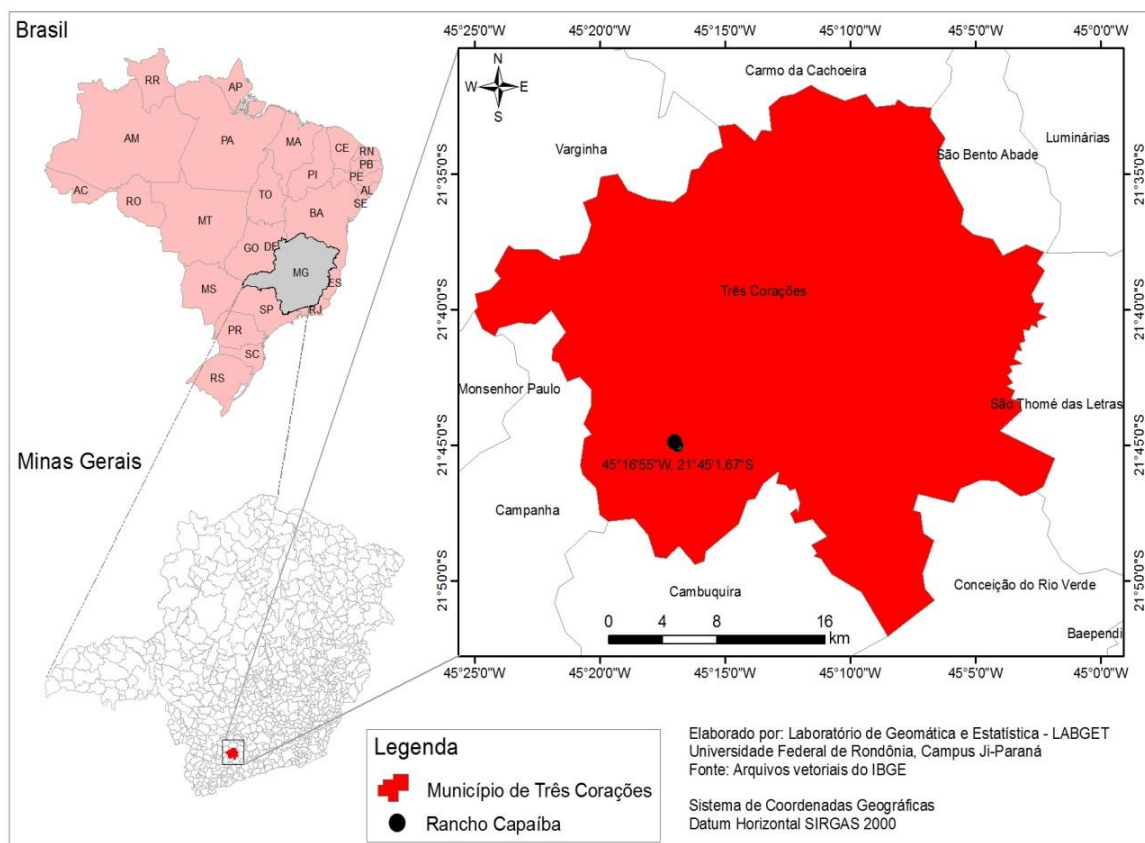 Brasil
RR
AP
AM
PA
MA
CE
RN
PB
PE
AL
SE
PI
AC
RO
TO
BA
MT
GO
DF
MG
ES
MS
SP
RJ
PR
SC
RS
Minas Gerais
45°25'0"W
45°20'0"W
45°15'0"W
45°10'0"W
45°5'0"W
45°0'0"W
N
W
E
S
Carmo da Cachoeira
Varginha
Luminárias
São Bento Abade
21°35'0"S
21°35'0"S
Três Corações
21°40'0"S
21°40'0"S
Monsenhor Paulo
São Thomé das Letras
21°45'0"S
21°45'0"S
45°16'55"W, 21°45'1,67"S
Campanha
21°50'0"S
21°50'0"S
Cambuquira
Conceição do Rio Verde
Baependi
0 4 8 16
km
45°25'0"W
45°20'0"W
45°15'0"W
45°10'0"W
45°5'0"W
45°0'0"W
Legenda
Município de Três Corações
Rancho Capaíba
Elaborado por: Laboratório de Geomática e Estatística - LABGET
Universidade Federal de Rondônia, Campus Ji-Paraná
Fonte: Arquivos vetoriais do IBGE
Sistema de Coordenadas Geográficas
Datum Horizontal SIRGAS 2000